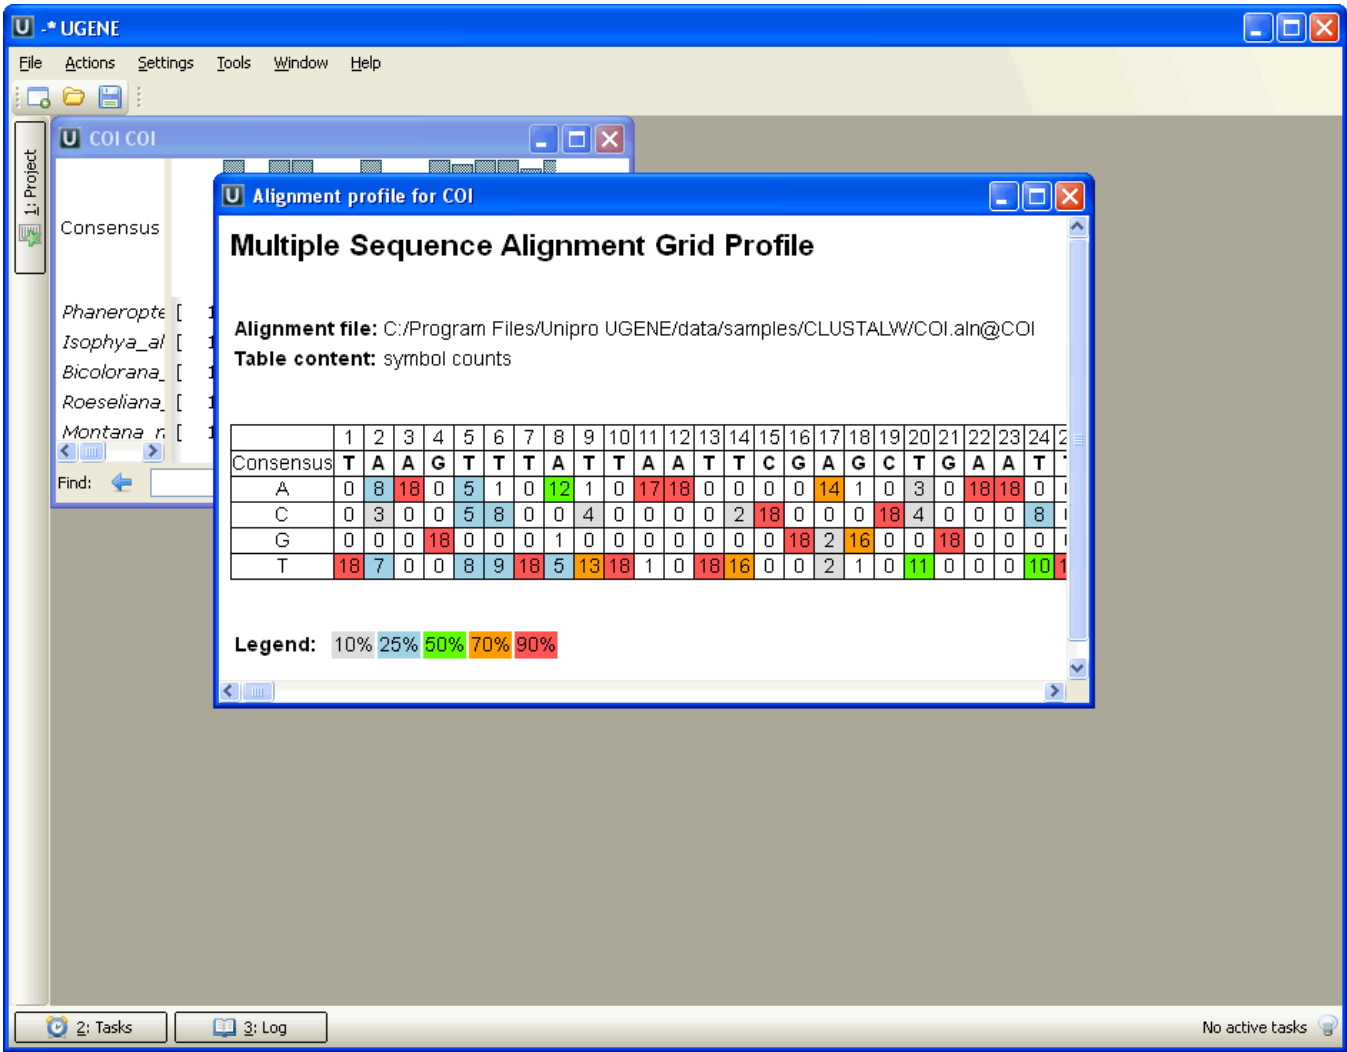 -* UGENE
File Actions Settings Tools Window Help
1: Project
COI COI
Consensus
Phaneropte [ 1
Isophya_al [ 1
Bicolorana_ [ 1
Roeseliana_ [ 1
Montana_n [ 1
Find:
Alignment profile for COI
Multiple Sequence Alignment Grid Profile
Alignment file: C:/Program Files/Unipro UGENE/data/samples/CLUSTALW/COI.aln@COI
Table content: symbol counts
1 2 3 4 5 6 7 8 9 10 11 12 13 14 15 16 17 18 19 20 21 22 23 24 2
Consensus T A A G T T T A T T A A T T C G A G C T G A A T
A 0 8 18 0 5 1 0 12 1 0 17 18 0 0 0 0 14 1 0 3 0 18 18 0
C 0 3 0 0 5 8 0 0 4 0 0 0 0 2 18 0 0 0 18 4 0 0 0 8
G 0 0 0 18 0 0 0 1 0 0 0 0 0 0 0 18 2 16 0 0 18 0 0 0
T 18 7 0 0 8 9 18 5 13 18 1 0 18 16 0 0 2 1 0 11 0 0 0 10 1
Legend: 10% 25% 50% 70% 90%
2: Tasks
3: Log
No active tasks